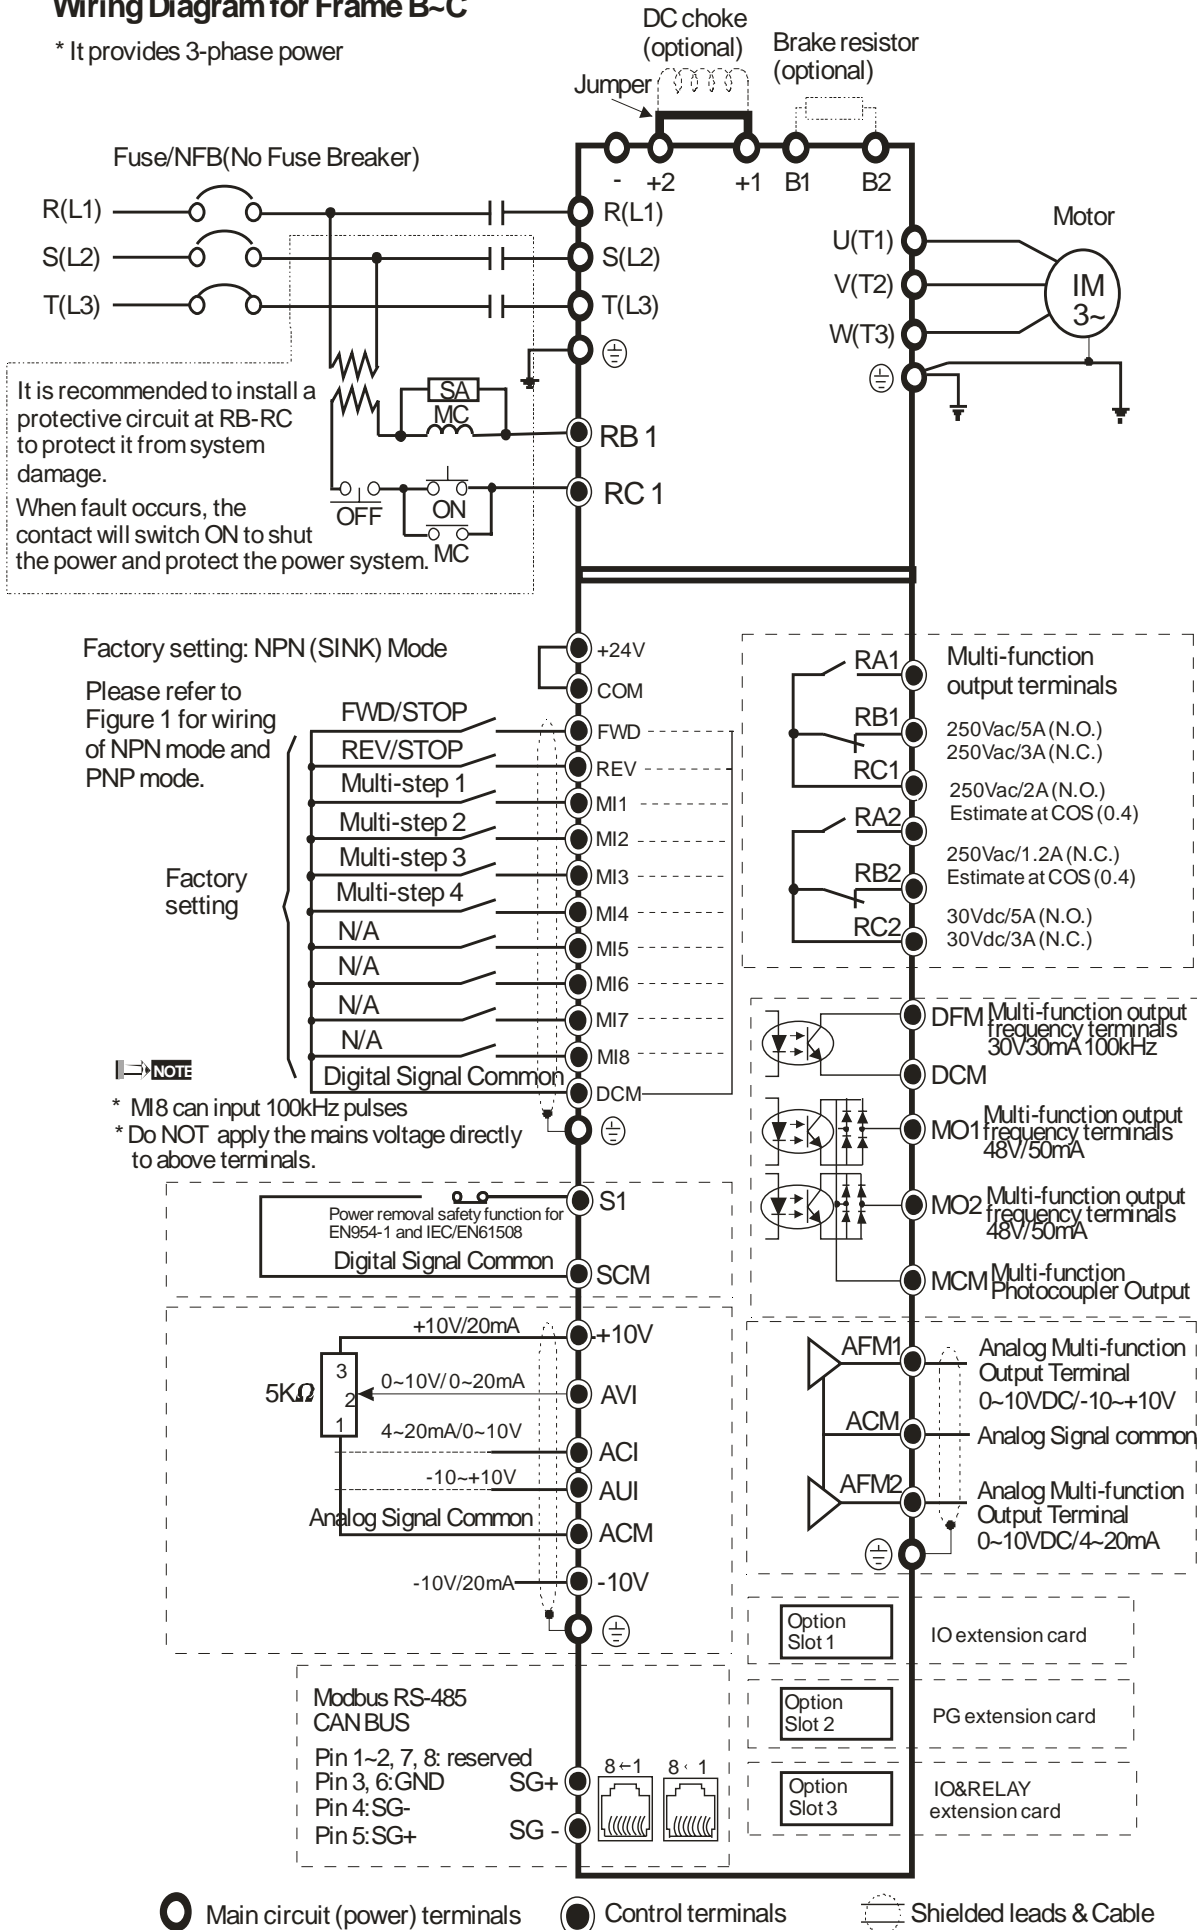 Wiring Diagram for Frame B~C
* It provides 3-phase power
DC choke
(optional)
Brake resistor
(optional)
Jumper
Fuse/NFB(No Fuse Breaker)
- +2 +1 B1 B2
R(L1) R(L1)
S(L2) S(L2)
T(L3) T(L3)
U(T1)
V(T2)
W(T3)
Motor
IM
3~
It is recommended to install a
protective circuit at RB-RC
to protect it from system
damage.
When fault occurs, the
contact will switch ON to shut
the power and protect the power system.
SA
MC
RB 1
RC 1
OFF
ON
MC
Factory setting: NPN (SINK) Mode
Please refer to
Figure 1 for wiring
of NPN mode and
PNP mode.
Factory
setting
+24V
COM
FWD/STOP FWD
REV/STOP REV
Multi-step 1 MI1
Multi-step 2 MI2
Multi-step 3 MI3
Multi-step 4 MI4
N/A MI5
N/A MI6
N/A MI7
N/A MI8
Digital Signal Common DCM
NOTE
* MI8 can input 100kHz pulses
* Do NOT apply the mains voltage directly
to above terminals.
RA1
RB1
RC1
RA2
RB2
RC2
Multi-function
output terminals
250Vac/5A (N.O.)
250Vac/3A (N.C.)
250Vac/2A (N.O.)
Estimate at COS (0.4)
250Vac/1.2A (N.C.)
Estimate at COS (0.4)
30Vdc/5A (N.O.)
30Vdc/3A (N.C.)
DFM Multi-function output
frequency terminals
30V30mA 100kHz
DCM
MO1 Multi-function output
frequency terminals
48V/50mA
MO2 Multi-function output
frequency terminals
48V/50mA
MCM Multi-function
Photocoupler Output
S1
Power removal safety function for
EN954-1 and IEC/EN61508
Digital Signal Common SCM
+10V/20mA +10V
5KΩ
3
2
1
0~10V/0~20mA AVI
4~20mA/0~10V ACI
-10~+10V AUI
Analog Signal Common ACM
-10V/20mA -10V
AFM1 Analog Multi-function
Output Terminal
0~10VDC/-10~+10V
ACM Analog Signal common
AFM2 Analog Multi-function
Output Terminal
0~10VDC/4~20mA
Option
Slot 1
IO extension card
Option
Slot 2
PG extension card
Option
Slot 3
IO&RELAY
extension card
Modbus RS-485
CAN BUS
Pin 1~2, 7, 8: reserved
Pin 3, 6:GND
Pin 4:SG-
Pin 5:SG+
SG+
SG -
8←1 8‹1
Main circuit (power) terminals Control terminals Shielded leads & Cable